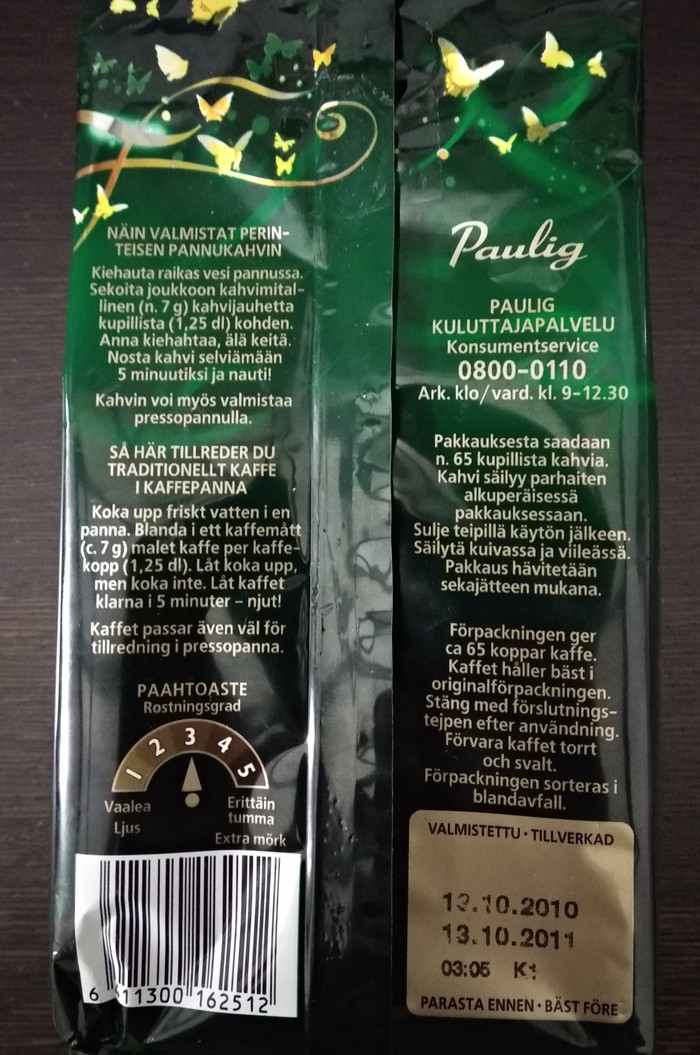 NÄIN VALMISTAT PERIN-
TEISEN PANNUKAHVIN
Kiehauta raikas vesi pannussa.
Sekoita joukkoon kahvimital-
linen (n. 7 g) kahvijauhetta
kupillista (1,25 dl) kohden.
Anna kiehahtaa, älä keitä.
Nosta kahvi selviämään
5 minuutiksi ja nauti!
Kahvin voi myös valmistaa
pressopannulla.
SÅ HÄR TILLREDER DU
TRADITIONELLT KAFFE
I KAFFEPANNA
Koka upp friskt vatten i en
panna. Blanda i ett kaffemått
(c. 7 g) malet kaffe per kaffe-
kopp (1,25 dl). Låt koka upp,
men koka inte. Låt kaffet
klarna i 5 minuter – njut!
Kaffet passar även väl för
tillredning i pressopanna.
PAAHTOASTE
Rostningsgrad
1 2 3 4 5
Vaalea
Ljus
Erittäin
tumma
Extra mörk
6 411300 162512
Paulig
PAULIG
KULUTTAJAPALVELU
Konsumentservice
0800-0110
Ark. klo/vard. kl. 9-12.30
Pakkauksesta saadaan
n. 65 kupillista kahvia.
Kahvi säilyy parhaiten
alkuperäisessä
pakkauksessaan.
Sulje teipillä käytön jälkeen.
Säilytä kuivassa ja viileässä.
Pakkaus hävitetään
sekajätteen mukana.
Förpackningen ger
ca 65 koppar kaffe.
Kaffet håller bäst i
originalförpackningen.
Stäng med förslutnings-
tejpen efter användning.
Förvara kaffet torrt
och svalt.
Förpackningen sorteras i
blandavfall.
VALMISTETTU · TILLVERKAD
13.10.2010
13.10.2011
03:05 K1
PARASTA ENNEN · BÄST FÖRE